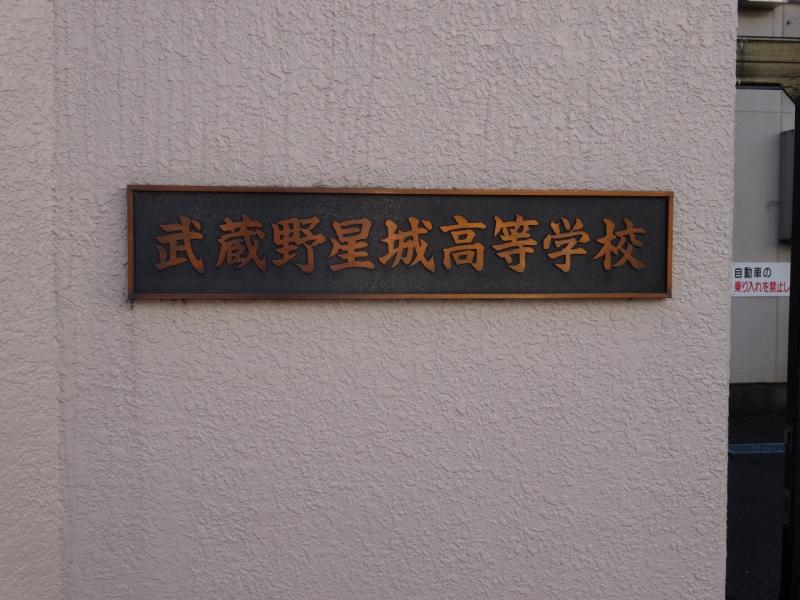 武蔵野星城高等学校
自動車の
乗り入れを禁止し